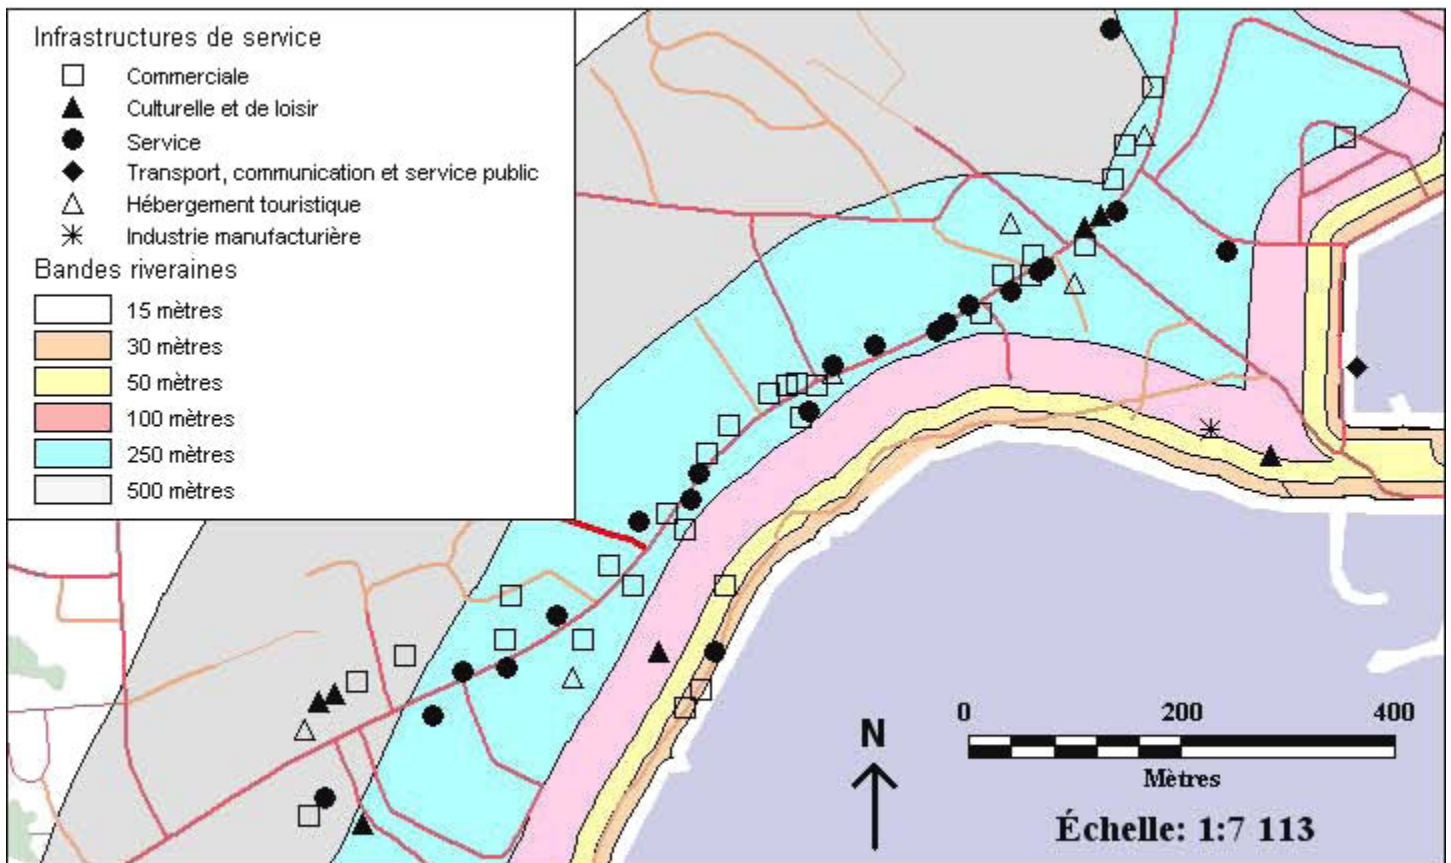 Infrastructures de service
Commerciale
Culturelle et de loisir
Service
Transport, communication et service public
Hébergement touristique
Industrie manufacturière
Bandes riveraines
15 mètres
30 mètres
50 mètres
100 mètres
250 mètres
500 mètres
N
0 200 400
Mètres
Échelle: 1:7 113